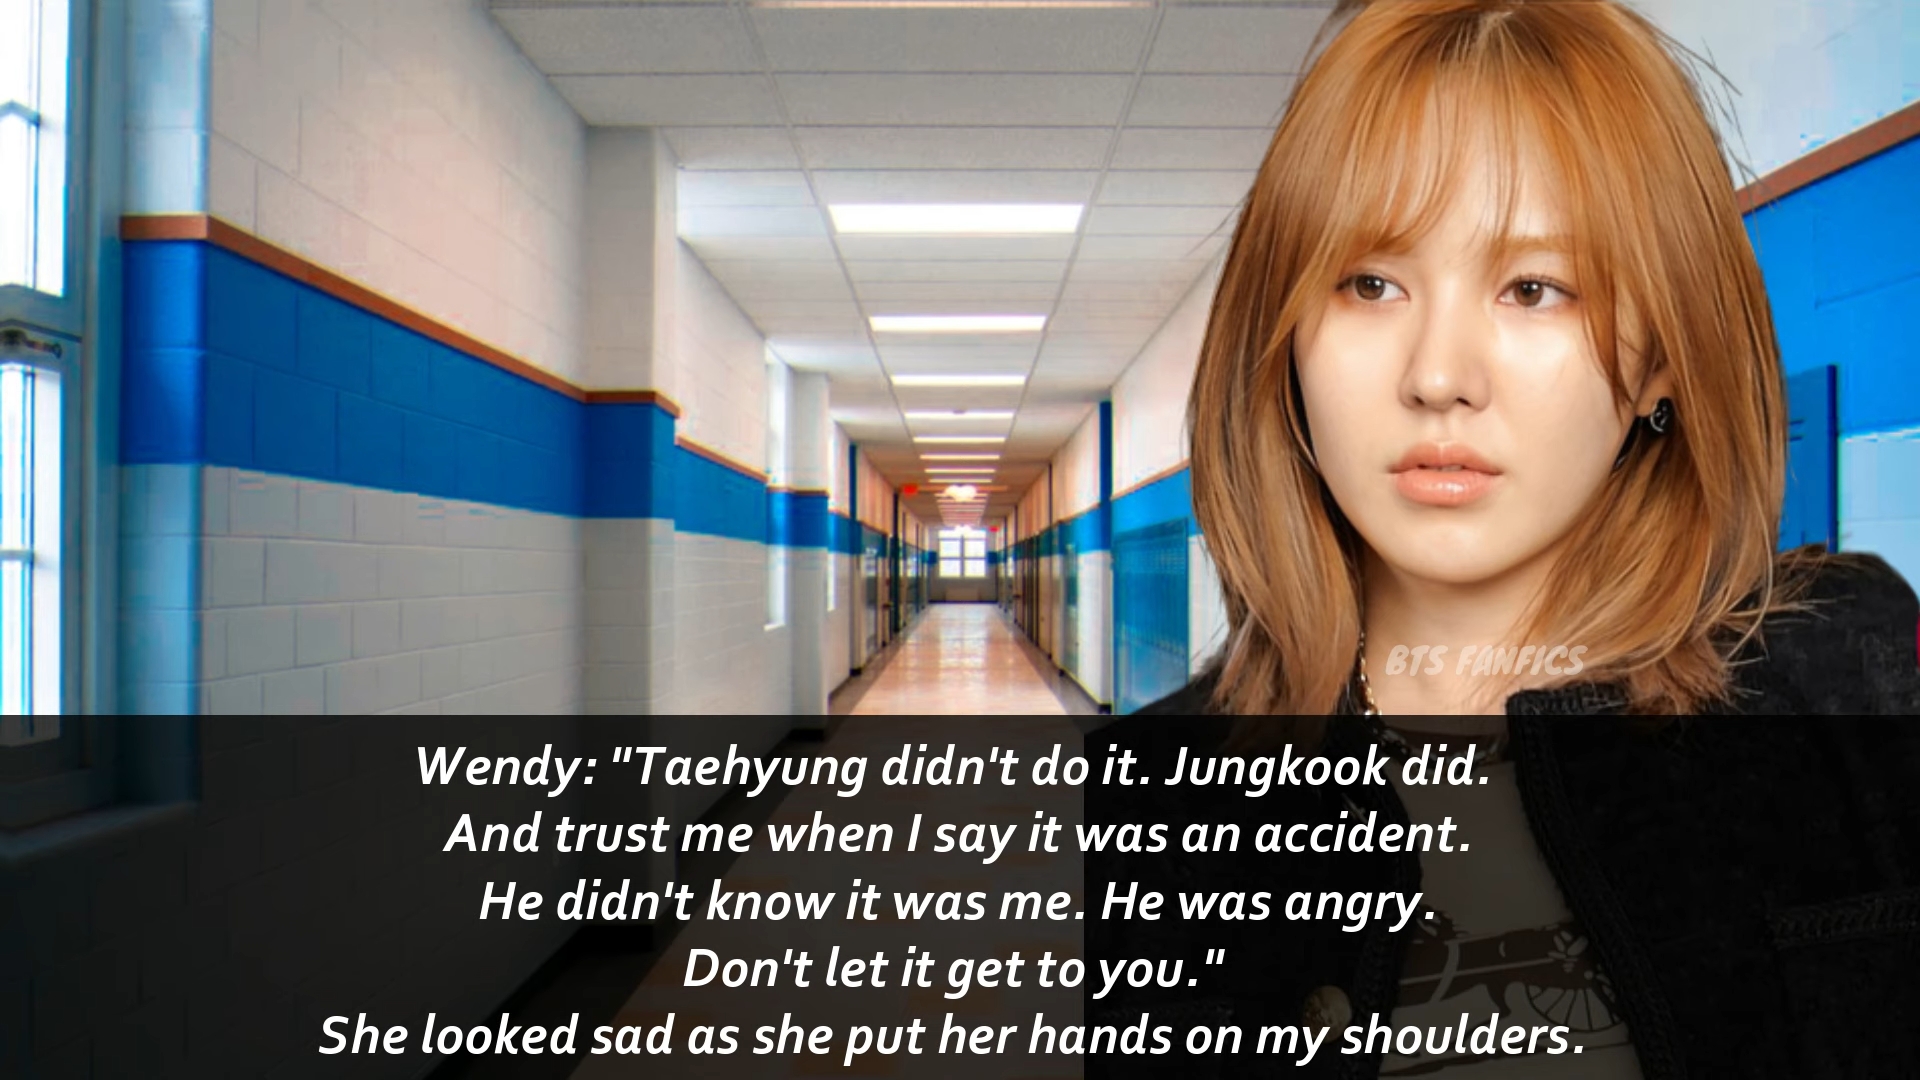 BTS FANFICS
Wendy: "Taehyung didn't do it. Jungkook did.
And trust me when I say it was an accident.
He didn't know it was me. He was angry.
Don't let it get to you."
She looked sad as she put her hands on my shoulders.